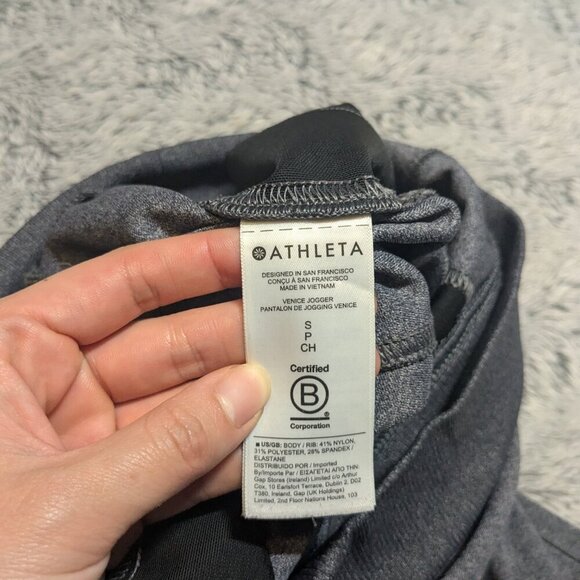 ATHLETA
DESIGNED IN SAN FRANCISCO
CONÇU À SAN FRANCISCO
MADE IN VIETNAM
VENICE JOGGER
PANTALON DE JOGGING VENICE
S
P
CH
Certified
B
Corporation
■ US/GB: BODY / RIB: 41% NYLON,
31% POLYESTER, 28% SPANDEX /
ELASTANE
DISTRIBUIDO POR / Imported
By/Importe Par / ΕΙΣΑΓΕΤΑΙ ΑΠΟ ΤΗΝ:
Gap Stores (Ireland) Limited c/o Arthur
Cox, 10 Earlsfort Terrace, Dublin 2, D02
T380, Ireland, Gap (UK Holdings)
Limited, 2nd Floor Nations House, 103